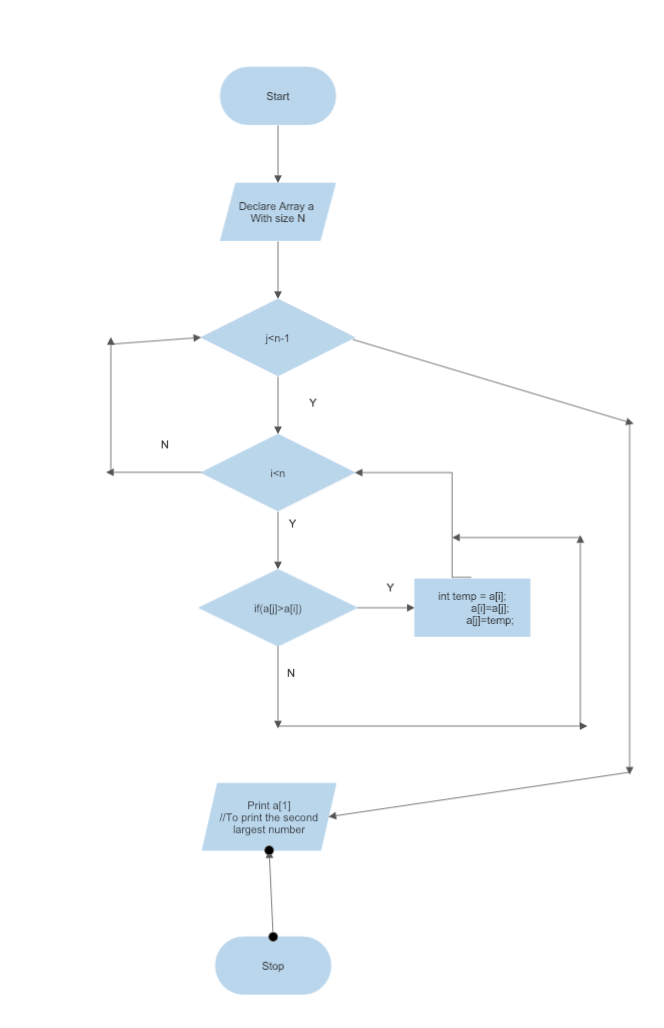 Start
Declare Array a
With size N
j<n-1
Y
N
i<n
Y
if(a[j]>a[i])
Y
int temp = a[i];
a[i]=a[j];
a[j]=temp;
N
Print a[1]
//To print the second
largest number
Stop